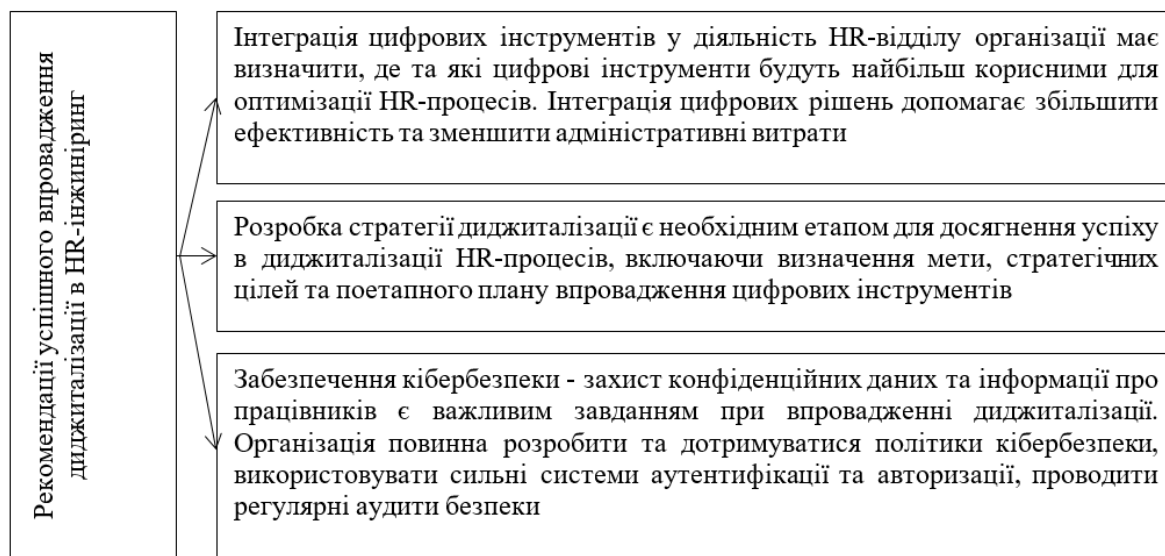 Рекомендації успішного впровадження
диджиталізації в HR-інжиніринг
Інтеграція цифрових інструментів у діяльність HR-відділу організації має
визначити, де та які цифрові інструменти будуть найбільш корисними для
оптимізації HR-процесів. Інтеграція цифрових рішень допомагає збільшити
ефективність та зменшити адміністративні витрати
Розробка стратегії диджиталізації є необхідним етапом для досягнення успіху
в диджиталізації HR-процесів, включаючи визначення мети, стратегічних
цілей та поетапного плану впровадження цифрових інструментів
Забезпечення кібербезпеки - захист конфіденційних даних та інформації про
працівників є важливим завданням при впровадженні диджиталізації.
Організація повинна розробити та дотримуватися політики кібербезпеки,
використовувати сильні системи аутентифікації та авторизації, проводити
регулярні аудити безпеки